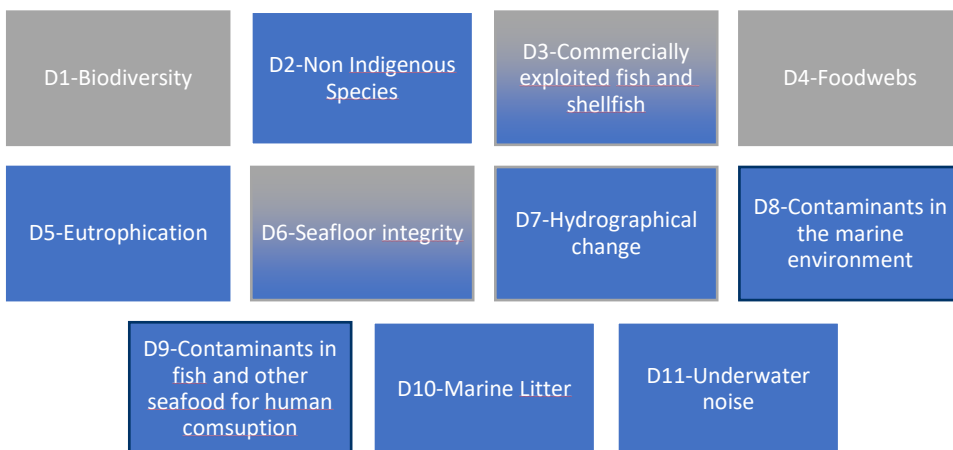 D1-Biodiversity
D2-Non Indigenous
Species
D3-Commercially
exploited fish and
shellfish
D4-Foodwebs
D5-Eutrophication
D6-Seafloor integrity
D7-Hydrographical
change
D8-Contaminants in
the marine
environment
D9-Contaminants in
fish and other
seafood for human
comsuption
D10-Marine Litter
D11-Underwater
noise